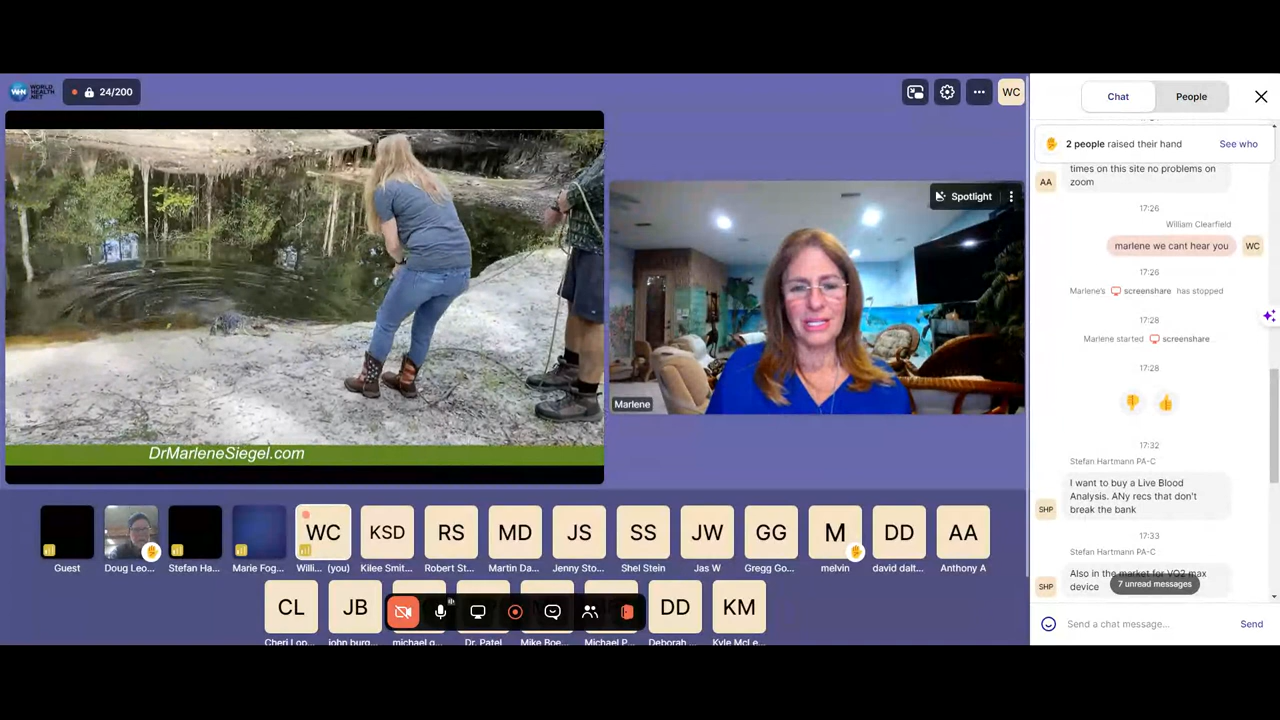 WORLD
HEALTH
.NET
24/200
WC
Chat
People
2 people raised their hand
See who
times on this site no problems on
zoom
AA
17:26
William Clearfield
marlene we cant hear you
WC
17:26
Marlene's screenshare has stopped
17:28
Marlene started screenshare
17:28
17:32
Stefan Hartmann PA-C
I want to buy a Live Blood
Analysis. ANy recs that don't
break the bank
SHP
17:33
Stefan Hartmann PA-C
Also in the market for VO2 max
device
SHP
7 unread messages
Send a chat message...
Send
Spotlight
Marlene
DrMarleneSiegel.com
WC
KSD
RS
MD
JS
SS
JW
GG
M
DD
AA
Guest
Doug Leo...
Stefan Ha...
Marie Fog...
Willi... (you)
Kilee Smit...
Robert St...
Martin Da...
Jenny Sto...
Shel Stein
Jas W
Gregg Go...
melvin
david dalt...
Anthony A
CL
JB
DD
KM
Cheri Lop...
john burg...
michael g...
Dr. Patel
Mike Boe...
Michael P...
Deborah ...
Kyle McLe...